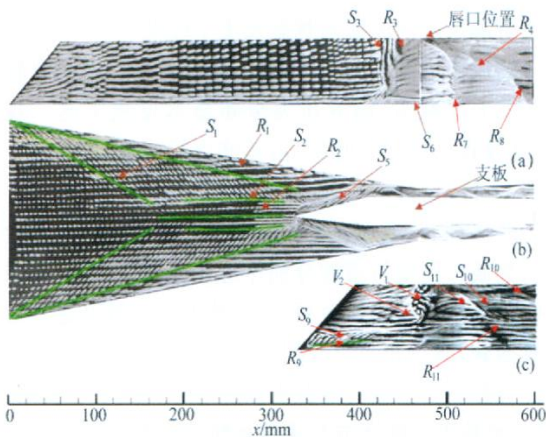 S₃ R₃ 唇口位置 R₄
S₆ R₇ R₈
(a)
S₁ R₁ S₂ R₂ S₅
支板
(b)
V₂ V₁ S₁₁ S₁₀ R₁₀
S₉
R₉ R₁₁
(c)
0 100 200 300 400 500 600
x/mm